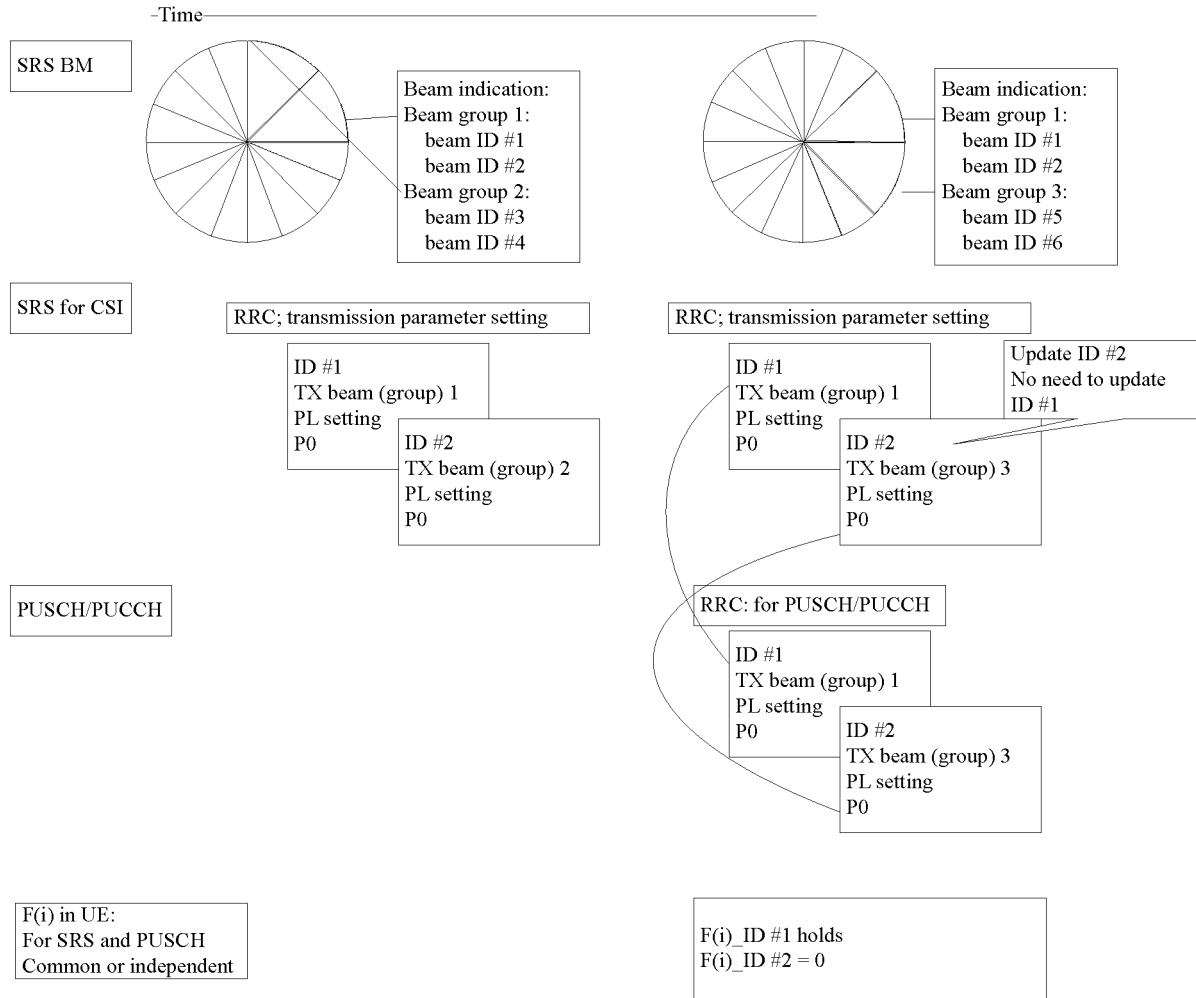 Time
SRS BM
Beam indication:
Beam group 1:
beam ID #1
beam ID #2
Beam group 2:
beam ID #3
beam ID #4
Beam indication:
Beam group 1:
beam ID #1
beam ID #2
Beam group 3:
beam ID #5
beam ID #6
SRS for CSI
RRC; transmission parameter setting
ID #1
TX beam (group) 1
PL setting
P0
ID #2
TX beam (group) 2
PL setting
P0
RRC; transmission parameter setting
ID #1
TX beam (group) 1
PL setting
P0
ID #2
TX beam (group) 3
PL setting
P0
Update ID #2
No need to update
ID #1
PUSCH/PUCCH
RRC: for PUSCH/PUCCH
ID #1
TX beam (group) 1
PL setting
P0
ID #2
TX beam (group) 3
PL setting
P0
F(i) in UE:
For SRS and PUSCH
Common or independent
F(i)_ID #1 holds
F(i)_ID #2 = 0